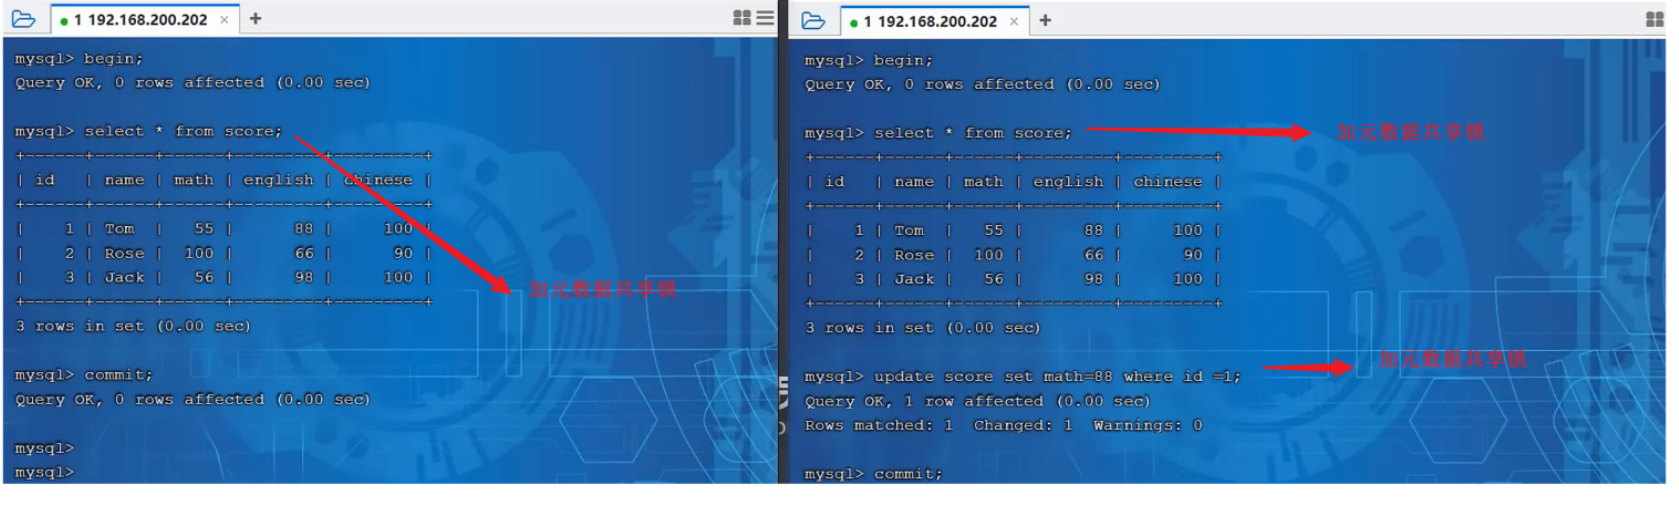 1 192.168.200.202 × +
mysql> begin;
Query OK, 0 rows affected (0.00 sec)
mysql> select * from score;
+------+------+------+---------+---------+
| id   | name | math | english | chinese |
+------+------+------+---------+---------+
|    1 | Tom  |   55 |      88 |     100 |
|    2 | Rose |  100 |      66 |      90 |
|    3 | Jack |   56 |      98 |     100 |
+------+------+------+---------+---------+
加元数据共享锁
3 rows in set (0.00 sec)
mysql> commit;
Query OK, 0 rows affected (0.00 sec)
mysql>
mysql>
1 192.168.200.202 × +
mysql> begin;
Query OK, 0 rows affected (0.00 sec)
mysql> select * from score;
加元数据共享锁
+------+------+------+---------+---------+
| id   | name | math | english | chinese |
+------+------+------+---------+---------+
|    1 | Tom  |   55 |      88 |     100 |
|    2 | Rose |  100 |      66 |      90 |
|    3 | Jack |   56 |      98 |     100 |
+------+------+------+---------+---------+
3 rows in set (0.00 sec)
加元数据共享锁
mysql> update score set math=88 where id =1;
Query OK, 1 row affected (0.00 sec)
Rows matched: 1  Changed: 1  Warnings: 0
mysql> commit;